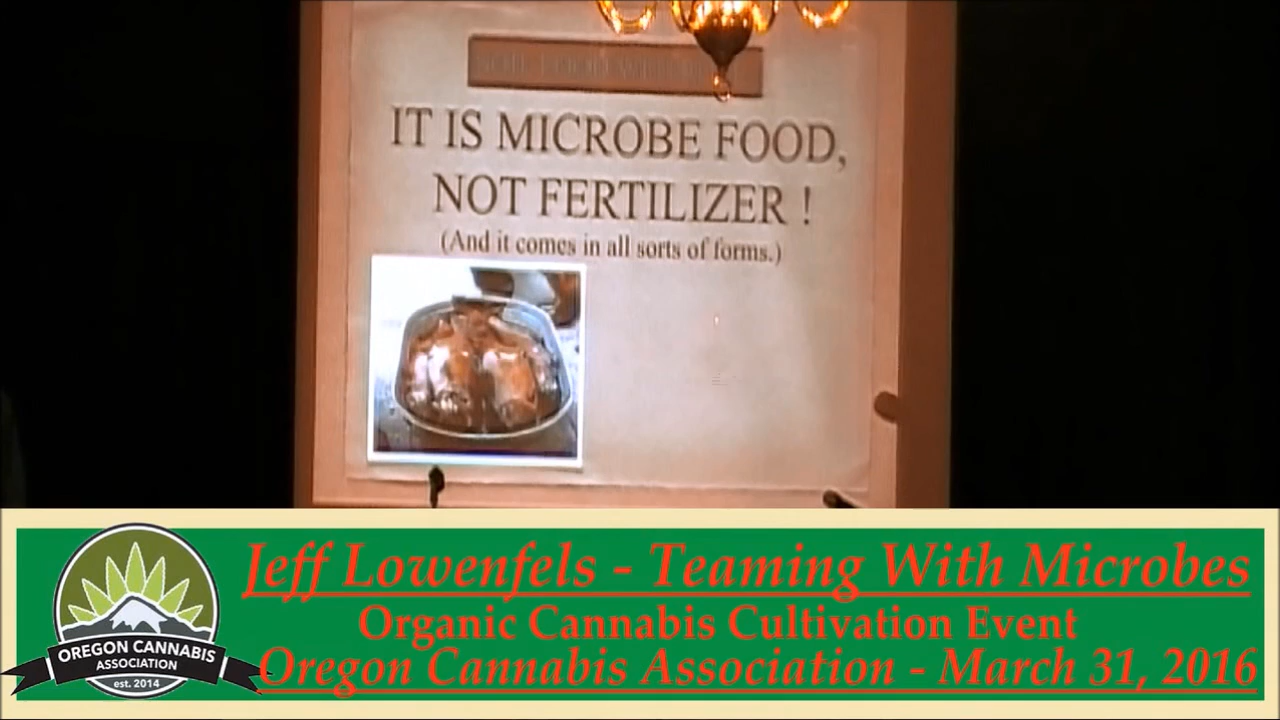 IT IS MICROBE FOOD,
NOT FERTILIZER !
(And it comes in all sorts of forms.)
Jeff Lowenfels - Teaming With Microbes
Organic Cannabis Cultivation Event
Oregon Cannabis Association - March 31, 2016
OREGON CANNABIS
ASSOCIATION
est. 2014